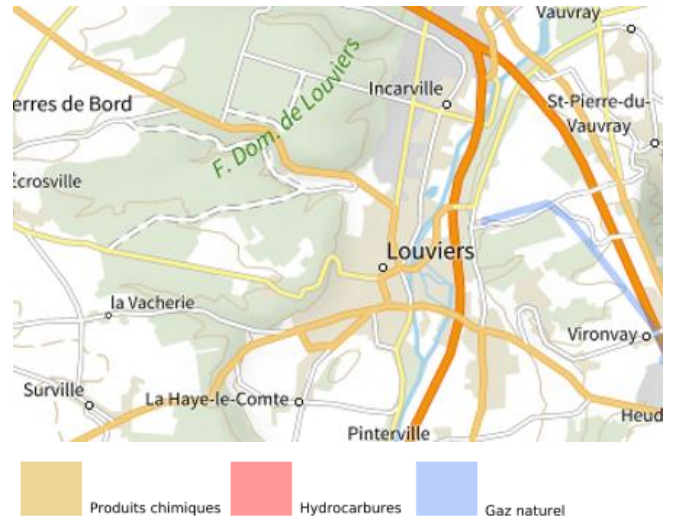 Vauvray
Incarville
erres de Bord
St-Pierre-du-
Vauvray
F. Dom. de Louviers
Écrosville
Louviers
la Vacherie
Vironvay
Surville
La Haye-le-Comte
Heud
Pinterville
Produits chimiques
Hydrocarbures
Gaz naturel